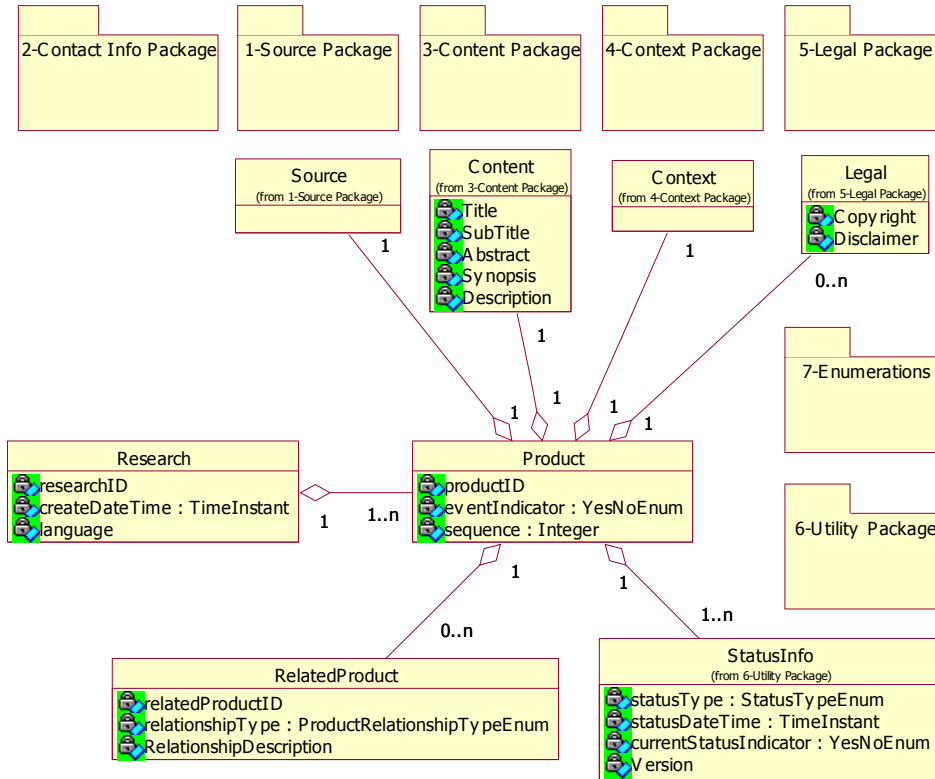 2-Contact Info Package
1-Source Package
3-Content Package
4-Context Package
5-Legal Package
Source
(from 1-Source Package)
Content
(from 3-Content Package)
Title
SubTitle
Abstract
Synopsis
Description
Context
(from 4-Context Package)
Legal
(from 5-Legal Package)
Copyright
Disclaimer
1
1
1
0..n
7-Enumerations
1
1
1
1
Research
researchID
createDateTime : TimeInstant
language
1
1..n
Product
productID
eventIndicator : YesNoEnum
sequence : Integer
6-Utility Package
1
1
0..n
1..n
RelatedProduct
relatedProductID
relationshipType : ProductRelationshipTypeEnum
RelationshipDescription
StatusInfo
(from 6-Utility Package)
statusType : StatusTypeEnum
statusDateTime : TimeInstant
currentStatusIndicator : YesNoEnum
Version